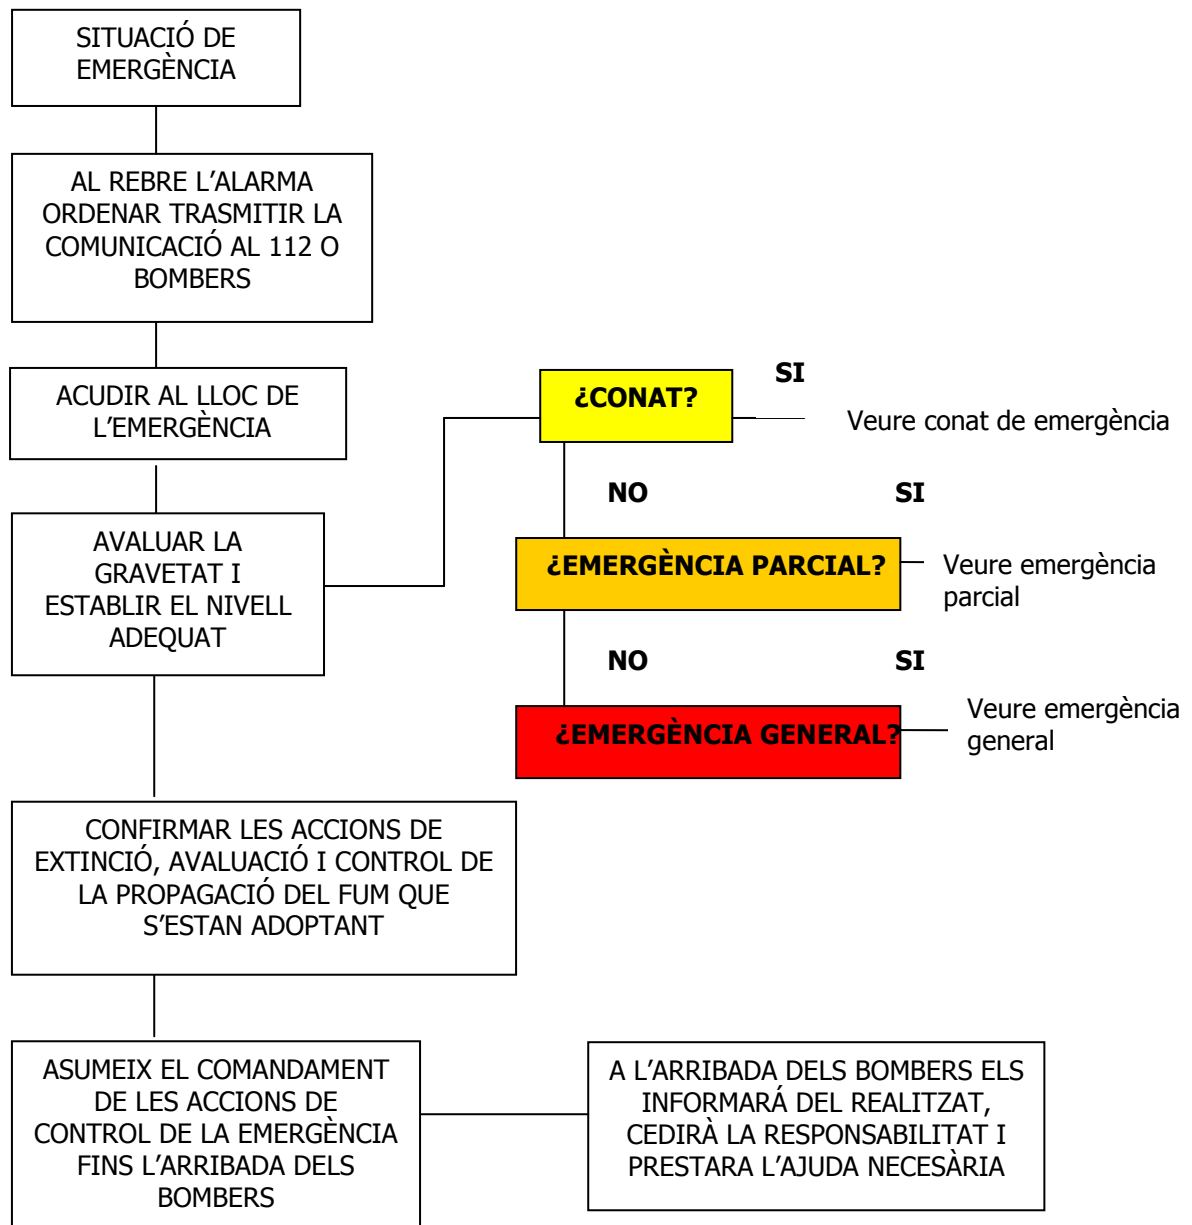 SITUACIÓ DE
EMERGÈNCIA
AL REBRE L’ALARMA
ORDENAR TRASMITIR LA
COMUNICACIÓ AL 112 O
BOMBERS
ACUDIR AL LLOC DE
L’EMERGÈNCIA
¿CONAT?
SI
Veure conat de emergència
NO
SI
AVALUAR LA
GRAVETAT I
ESTABLIR EL NIVELL
ADEQUAT
¿EMERGÈNCIA PARCIAL?
Veure emergència
parcial
NO
SI
¿EMERGÈNCIA GENERAL?
Veure emergència
general
CONFIRMAR LES ACCIONS DE
EXTINCIÓ, AVALUACIÓ I CONTROL DE
LA PROPAGACIÓ DEL FUM QUE
S’ESTAN ADOPTANT
ASUMEIX EL COMANDAMENT
DE LES ACCIONS DE
CONTROL DE LA EMERGÈNCIA
FINS L’ARRIBADA DELS
BOMBERS
A L’ARRIBADA DELS BOMBERS ELS
INFORMARÁ DEL REALITZAT,
CEDIRÀ LA RESPONSABILITAT I
PRESTARA L’AJUDA NECESÀRIA